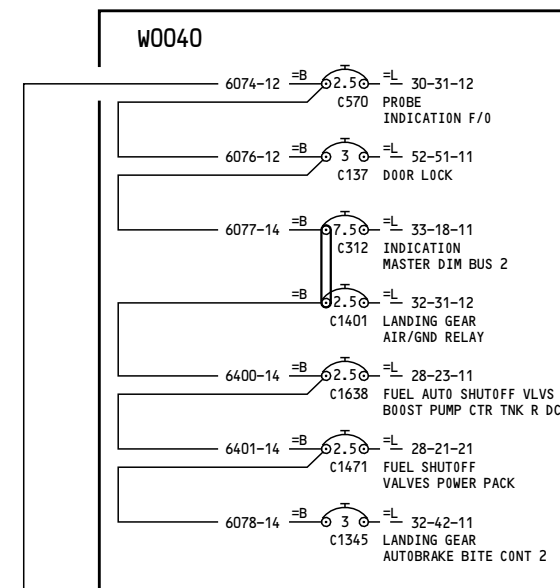 W0040
6074-12 =B 2.5 =L 30-31-12
C570 PROBE
INDICATION F/O
6076-12 =B 3 =L 52-51-11
C137 DOOR LOCK
6077-14 =B 7.5 =L 33-18-11
C312 INDICATION
MASTER DIM BUS 2
=B 2.5 =L 32-31-12
C1401 LANDING GEAR
AIR/GND RELAY
6400-14 =B 2.5 =L 28-23-11
C1638 FUEL AUTO SHUTOFF VLVS
BOOST PUMP CTR TNK R DC
6401-14 =B 2.5 =L 28-21-21
C1471 FUEL SHUTOFF
VALVES POWER PACK
6078-14 =B 3 =L 32-42-11
C1345 LANDING GEAR
AUTOBRAKE BITE CONT 2